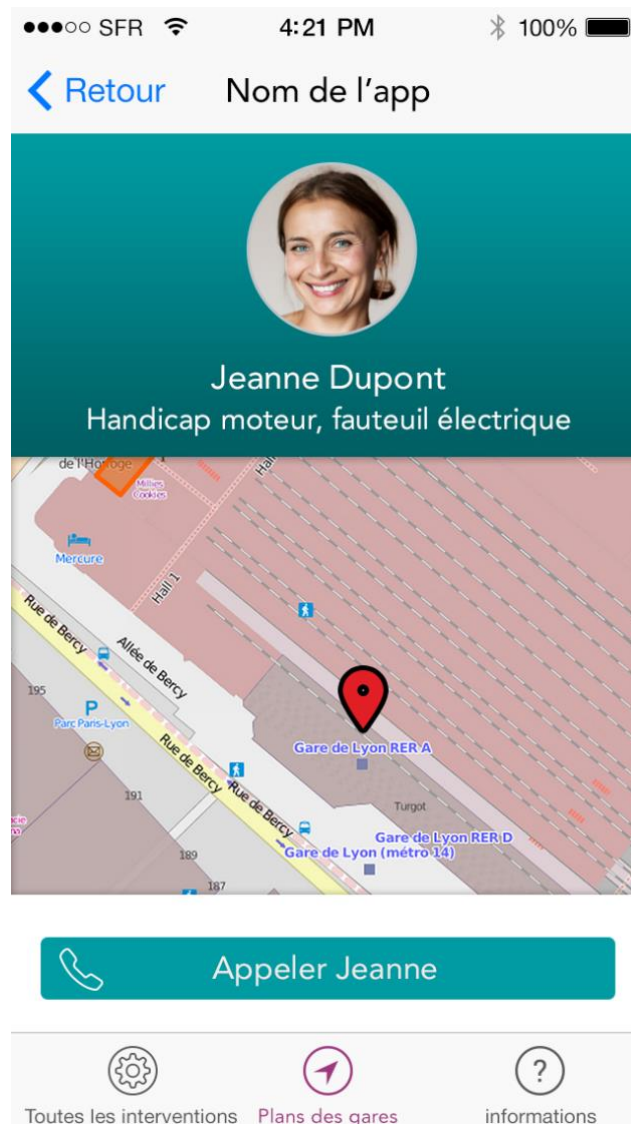 SFR 4:21 PM 100%
Retour Nom de l'app
Jeanne Dupont
Handicap moteur, fauteuil électrique
de l'Horloge
Millies
Cookies
Hall
Mercure
Hall 1
Rue de Bercy
Allée de Bercy
195
P
Parc Paris-Lyon
Gare de Lyon RER A
Rue de Bercy
Rue de Bercy
191
Turgot
Gare de Lyon RER D
Gare de Lyon (métro 14)
189
187
Appeler Jeanne
?
Toutes les interventions Plans des gares informations